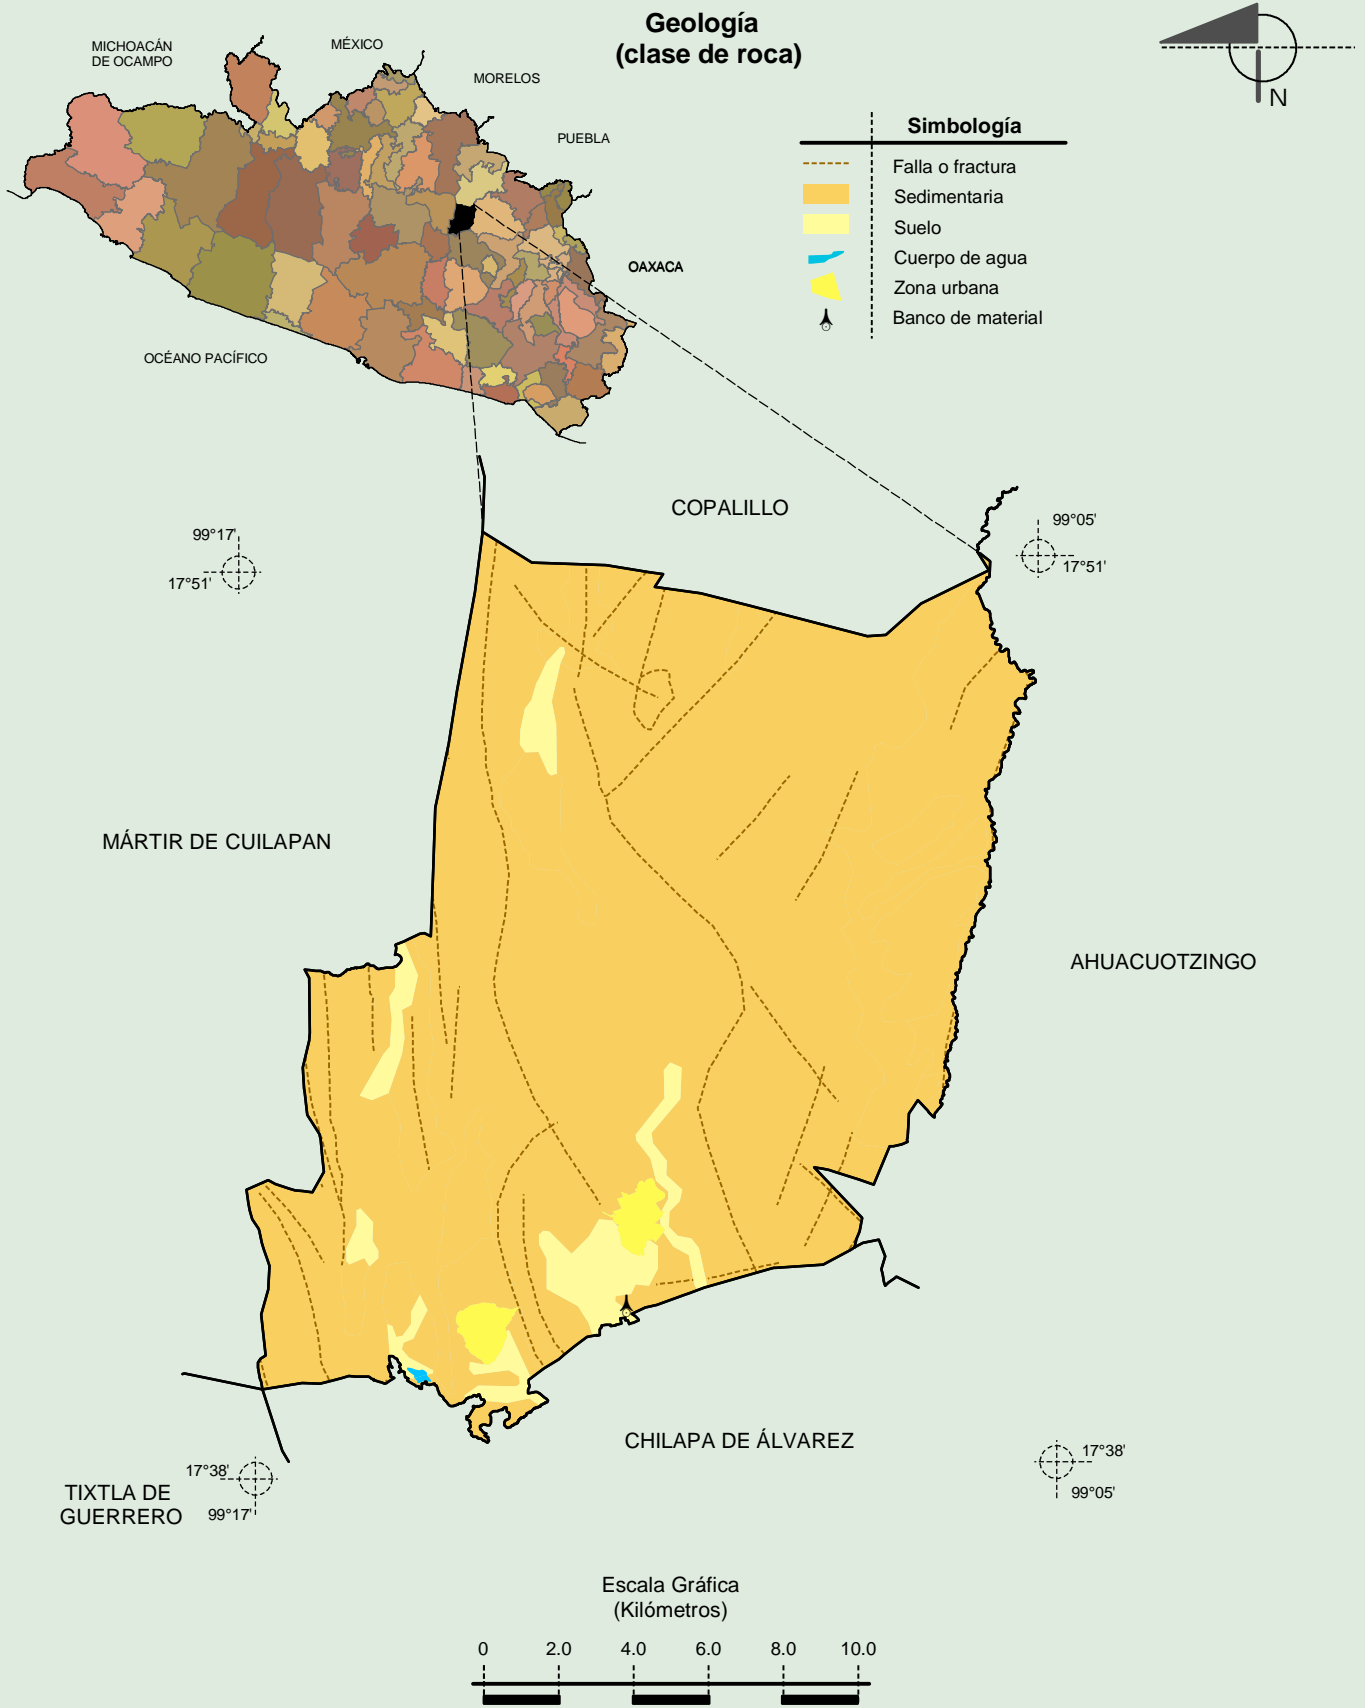 Geología
(clase de roca)
MICHOACÁN
DE OCAMPO
MÉXICO
MORELOS
PUEBLA
OAXACA
OCÉANO PACÍFICO
N
Simbología
Falla o fractura
Sedimentaria
Suelo
Cuerpo de agua
Zona urbana
Banco de material
COPALILLO
99°17'
17°51'
99°05'
17°51'
MÁRTIR DE CUILAPAN
AHUACUOTZINGO
CHILAPA DE ÁLVAREZ
17°38'
99°17'
17°38'
99°05'
TIXTLA DE
GUERRERO
Escala Gráfica
(Kilómetros)
0 2.0 4.0 6.0 8.0 10.0